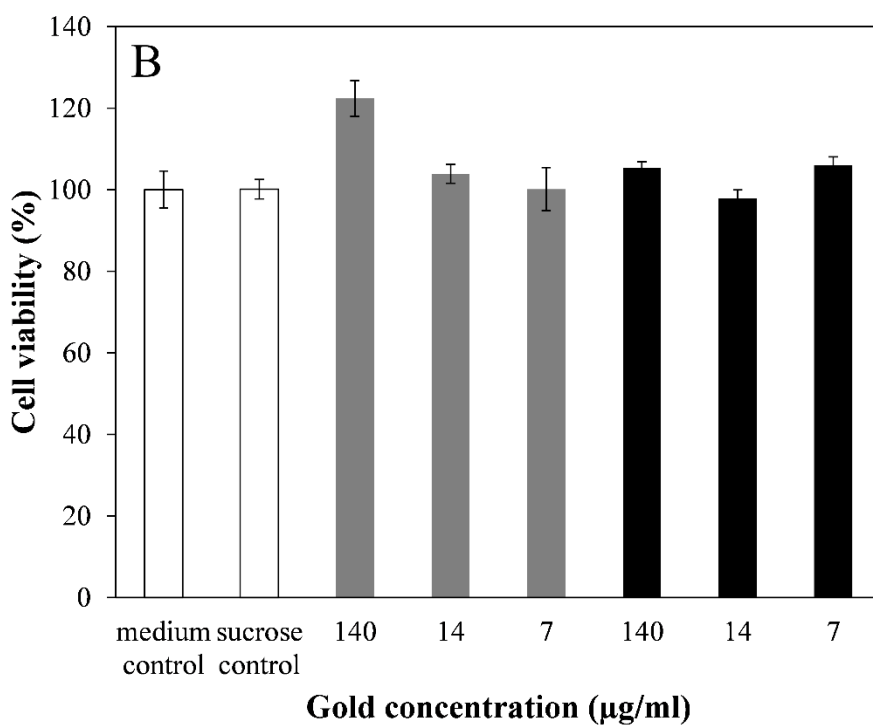 B
Cell viability (%)
140
120
100
80
60
40
20
0
medium control
sucrose control
140
14
7
140
14
7
Gold concentration (µg/ml)